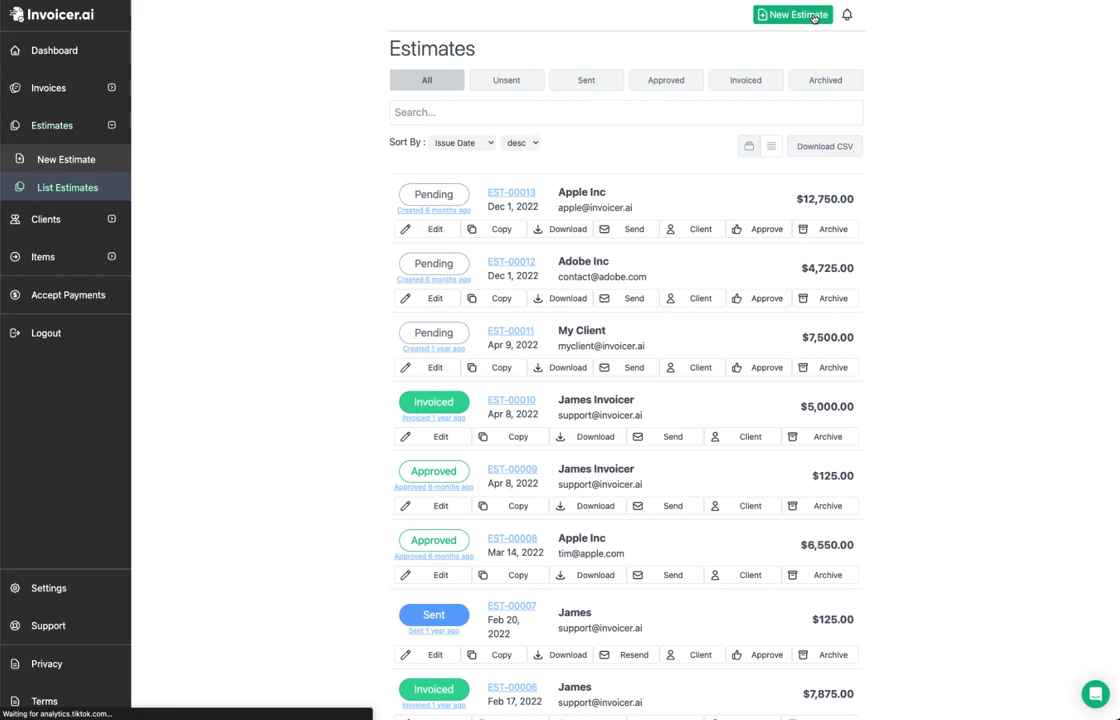 Invoicer.ai
Dashboard
Invoices
Estimates
New Estimate
List Estimates
Clients
Items
Accept Payments
Logout
Settings
Support
Privacy
Terms
Waiting for analytics.tiktok.com...
New Estimate
Estimates
All Unsent Sent Approved Invoiced Archived
Search...
Sort By : Issue Date desc Download CSV
Pending EST-00013 Apple Inc $12,750.00
Created 6 months ago Dec 1, 2022 apple@invoicer.ai
Edit Copy Download Send Client Approve Archive
Pending EST-00012 Adobe Inc $4,725.00
Created 6 months ago Dec 1, 2022 contact@adobe.com
Edit Copy Download Send Client Approve Archive
Pending EST-00011 My Client $7,500.00
Created 1 year ago Apr 9, 2022 myclient@invoicer.ai
Edit Copy Download Send Client Approve Archive
Invoiced EST-00010 James Invoicer $5,000.00
Invoiced 1 year ago Apr 8, 2022 support@invoicer.ai
Edit Copy Download Send Client Archive
Approved EST-00009 James Invoicer $125.00
Approved 6 months ago Apr 8, 2022 support@invoicer.ai
Edit Copy Download Send Client Archive
Approved EST-00008 Apple Inc $6,550.00
Approved 6 months ago Mar 14, 2022 tim@apple.com
Edit Copy Download Send Client Archive
Sent EST-00007 James $125.00
Sent 1 year ago Feb 20, 2022 support@invoicer.ai
Edit Copy Download Resend Client Approve Archive
Invoiced EST-00006 James $7,875.00
Invoiced 1 year ago Feb 17, 2022 support@invoicer.ai